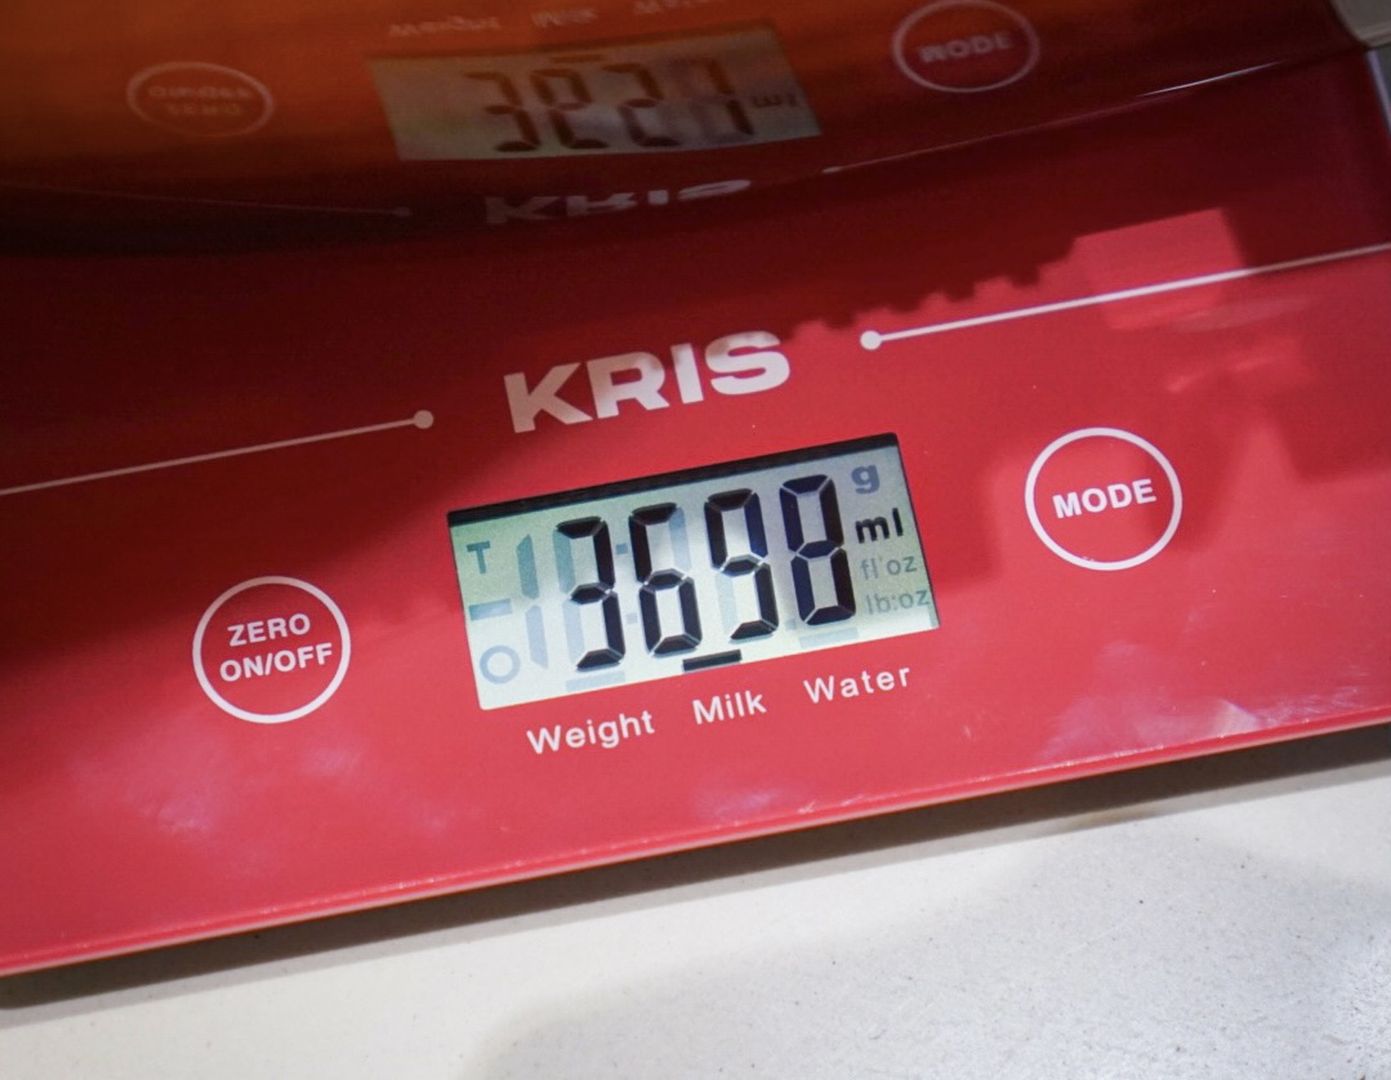 KRIS
T
g
3698 ml
fl'oz
lb:oz
MODE
ZERO
ON/OFF
Weight Milk Water